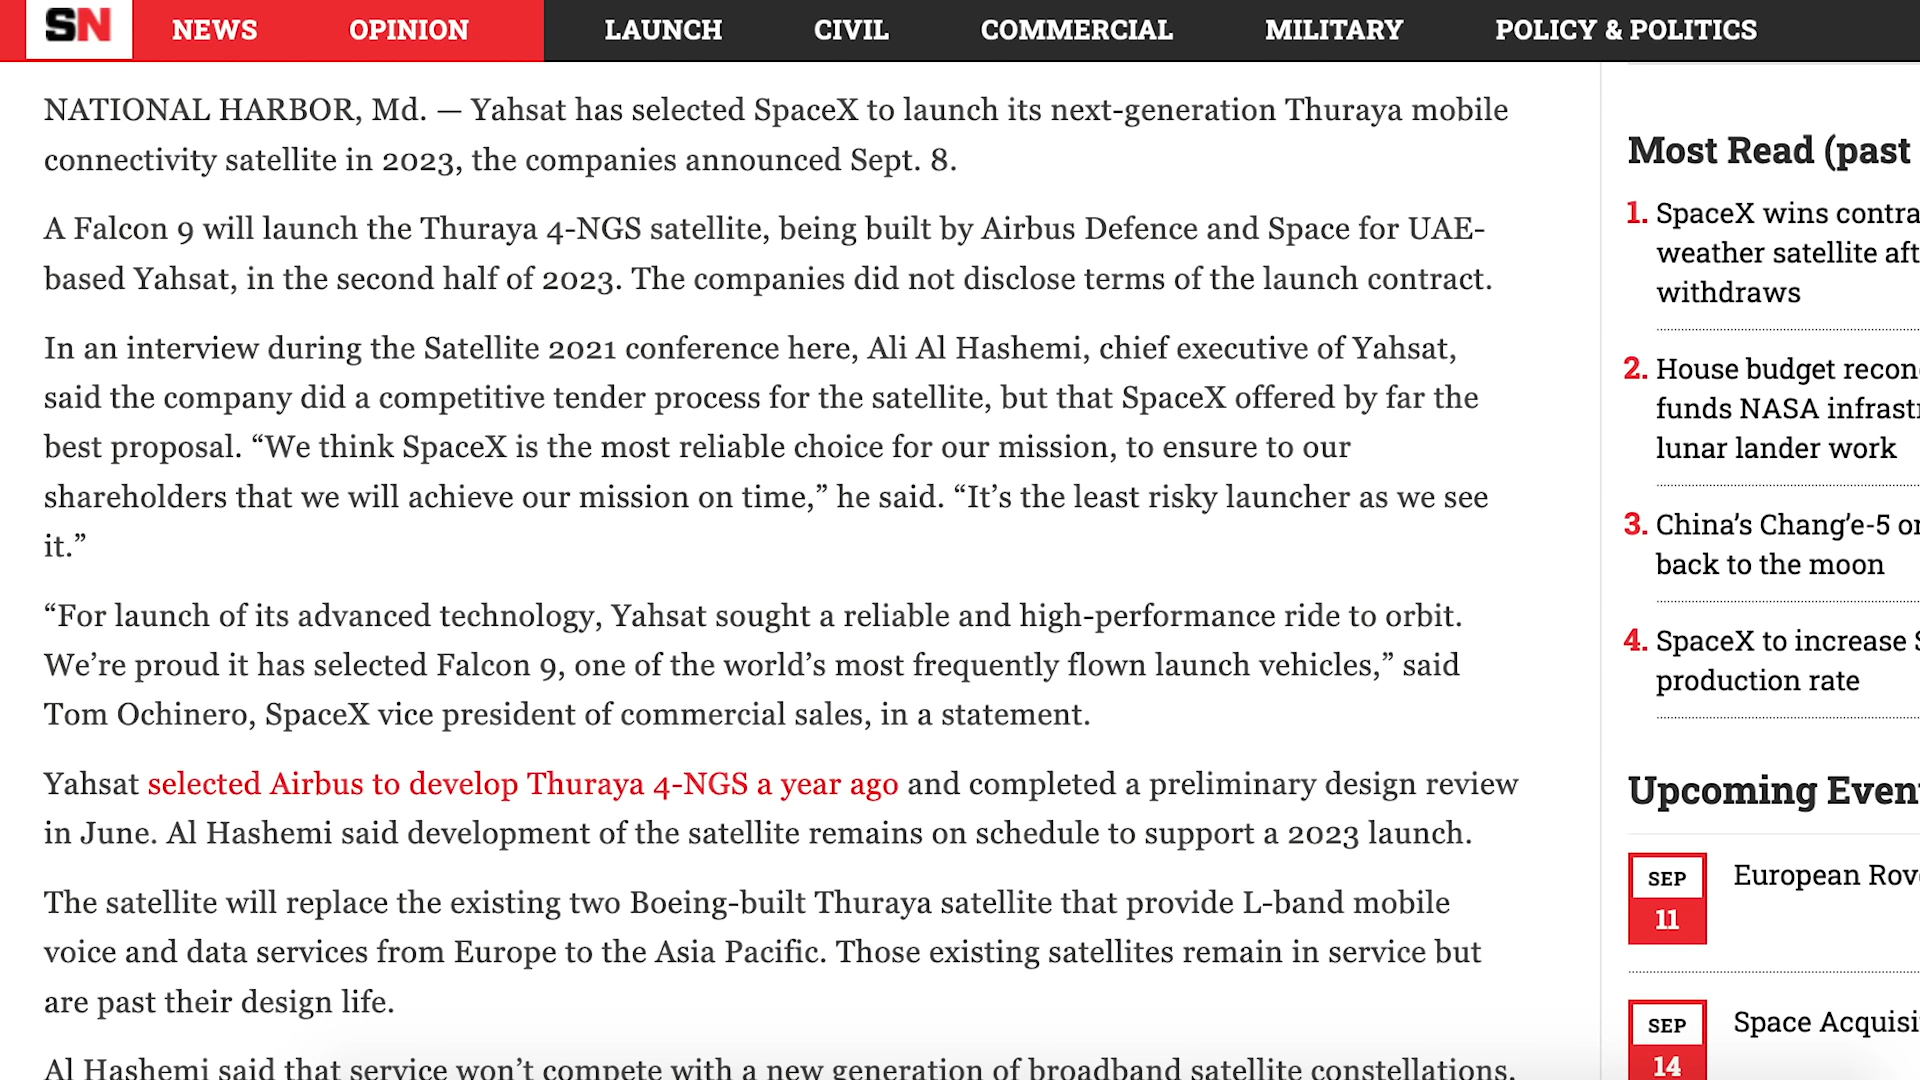 SN NEWS OPINION LAUNCH CIVIL COMMERCIAL MILITARY POLICY & POLITICS
NATIONAL HARBOR, Md. — Yahsat has selected SpaceX to launch its next-generation Thuraya mobile
connectivity satellite in 2023, the companies announced Sept. 8.
A Falcon 9 will launch the Thuraya 4-NGS satellite, being built by Airbus Defence and Space for UAE-
based Yahsat, in the second half of 2023. The companies did not disclose terms of the launch contract.
In an interview during the Satellite 2021 conference here, Ali Al Hashemi, chief executive of Yahsat,
said the company did a competitive tender process for the satellite, but that SpaceX offered by far the
best proposal. “We think SpaceX is the most reliable choice for our mission, to ensure to our
shareholders that we will achieve our mission on time,” he said. “It’s the least risky launcher as we see
it.”
“For launch of its advanced technology, Yahsat sought a reliable and high-performance ride to orbit.
We’re proud it has selected Falcon 9, one of the world’s most frequently flown launch vehicles,” said
Tom Ochinero, SpaceX vice president of commercial sales, in a statement.
Yahsat selected Airbus to develop Thuraya 4-NGS a year ago and completed a preliminary design review
in June. Al Hashemi said development of the satellite remains on schedule to support a 2023 launch.
The satellite will replace the existing two Boeing-built Thuraya satellite that provide L-band mobile
voice and data services from Europe to the Asia Pacific. Those existing satellites remain in service but
are past their design life.
Al Hashemi said that service won’t compete with a new generation of broadband satellite constellations,
Most Read (past
1. SpaceX wins contra
weather satellite aft
withdraws
2. House budget recon
funds NASA infrast
lunar lander work
3. China’s Chang’e-5 or
back to the moon
4. SpaceX to increase S
production rate
Upcoming Even
SEP
11
European Rov
SEP
14
Space Acquisi